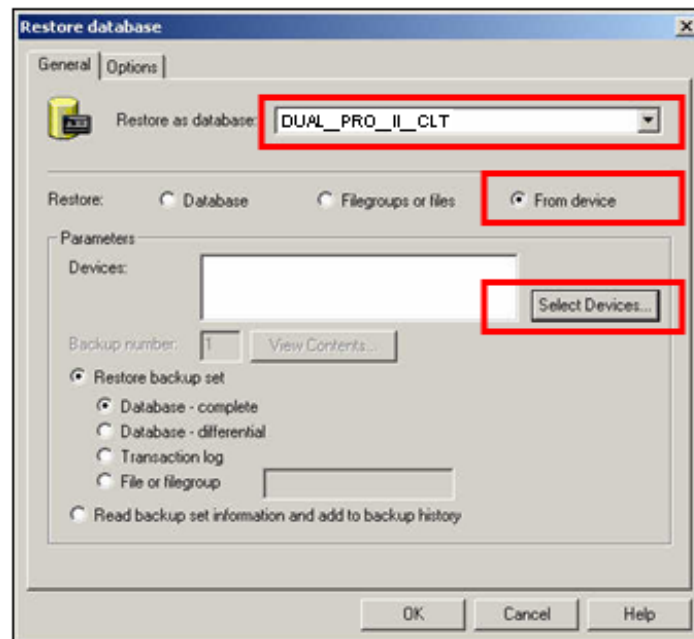 Restore database
General Options
Restore as database: DUAL__PRO__II__CLT
Restore: Database Filegroups or files From device
Parameters
Devices:
Select Devices...
Backup number: 1 View Contents...
Restore backup set
Database - complete
Database - differential
Transaction log
File or filegroup
Read backup set information and add to backup history
OK Cancel Help